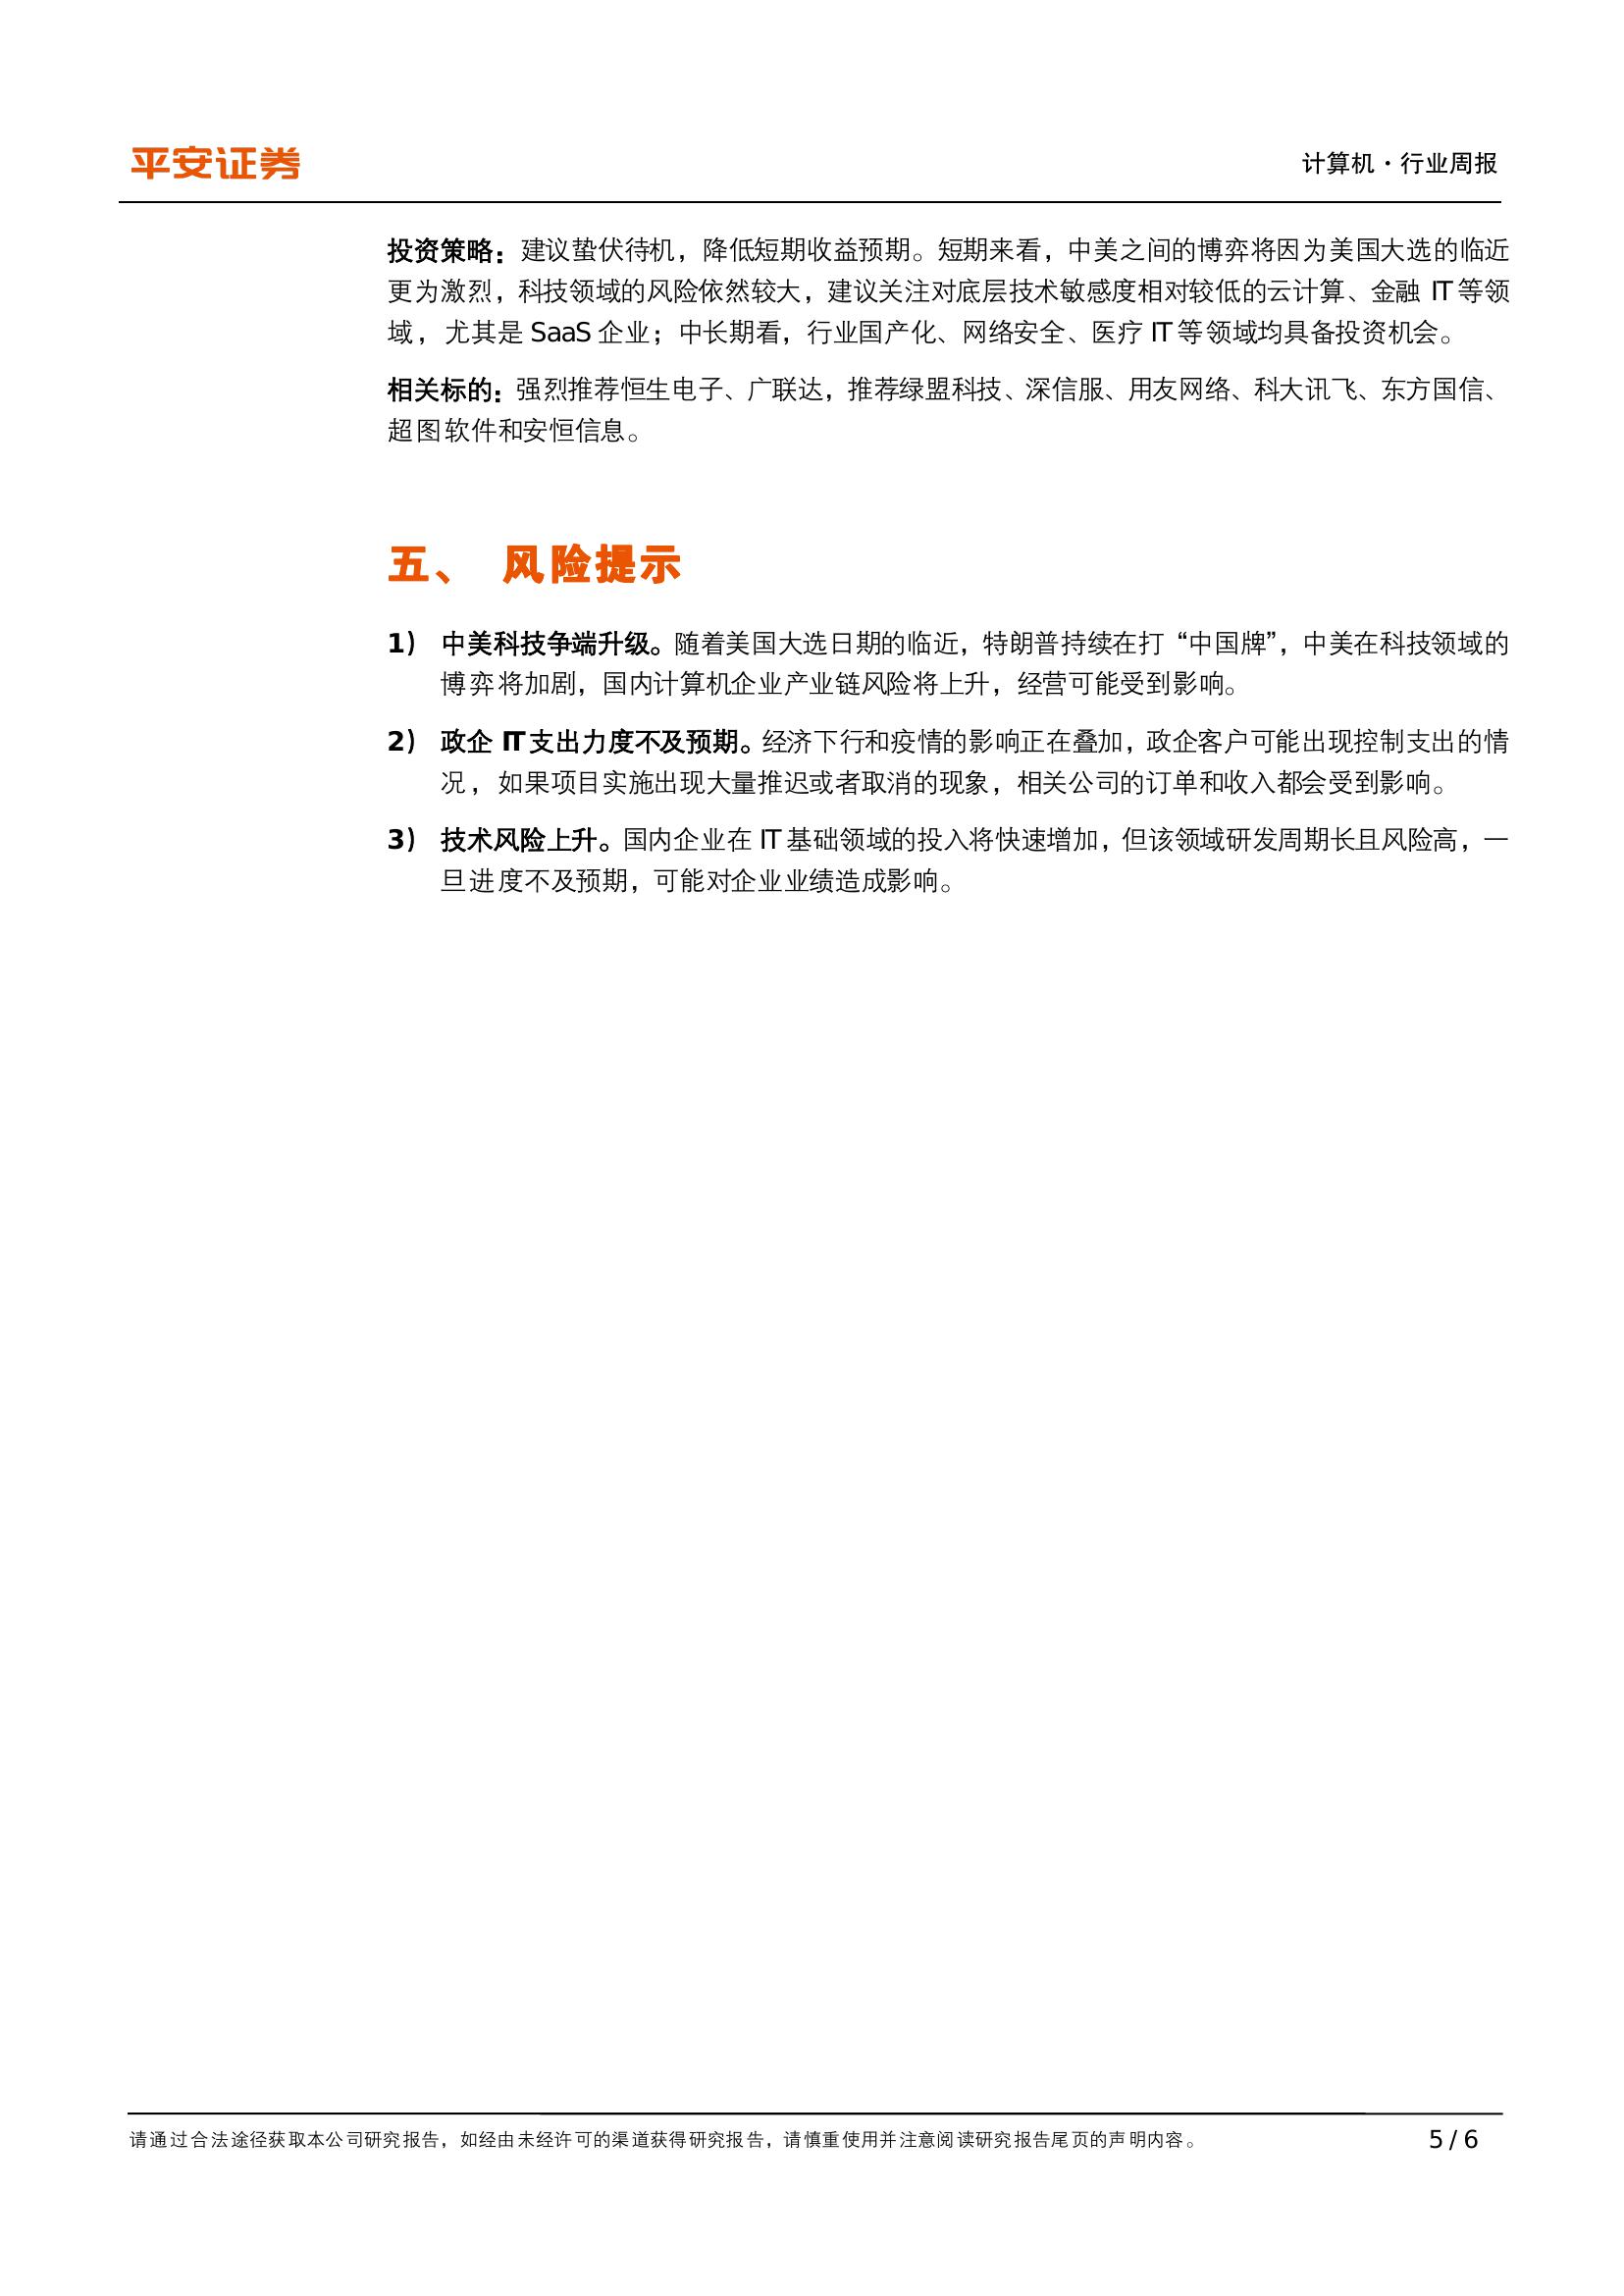 平安证券
计算机·行业周报
投资策略：建议蛰伏待机，降低短期收益预期。短期来看，中美之间的博弈将因为美国大选的临近
更为激烈，科技领域的风险依然较大，建议关注对底层技术敏感度相对较低的云计算、金融 IT 等领
域，尤其是 SaaS 企业；中长期看，行业国产化、网络安全、医疗 IT 等领域均具备投资机会。
相关标的：强烈推荐恒生电子、广联达，推荐绿盟科技、深信服、用友网络、科大讯飞、东方国信、
超图软件和安恒信息。
五、 风险提示
1） 中美科技争端升级。随着美国大选日期的临近，特朗普持续在打“中国牌”，中美在科技领域的
博弈将加剧，国内计算机企业产业链风险将上升，经营可能受到影响。
2） 政企 IT 支出力度不及预期。经济下行和疫情的影响正在叠加，政企客户可能出现控制支出的情
况，如果项目实施出现大量推迟或者取消的现象，相关公司的订单和收入都会受到影响。
3） 技术风险上升。国内企业在 IT 基础领域的投入将快速增加，但该领域研发周期长且风险高，一
旦进度不及预期，可能对企业业绩造成影响。
请通过合法途径获取本公司研究报告，如经由未经许可的渠道获得研究报告，请慎重使用并注意阅读研究报告尾页的声明内容。
5 / 6